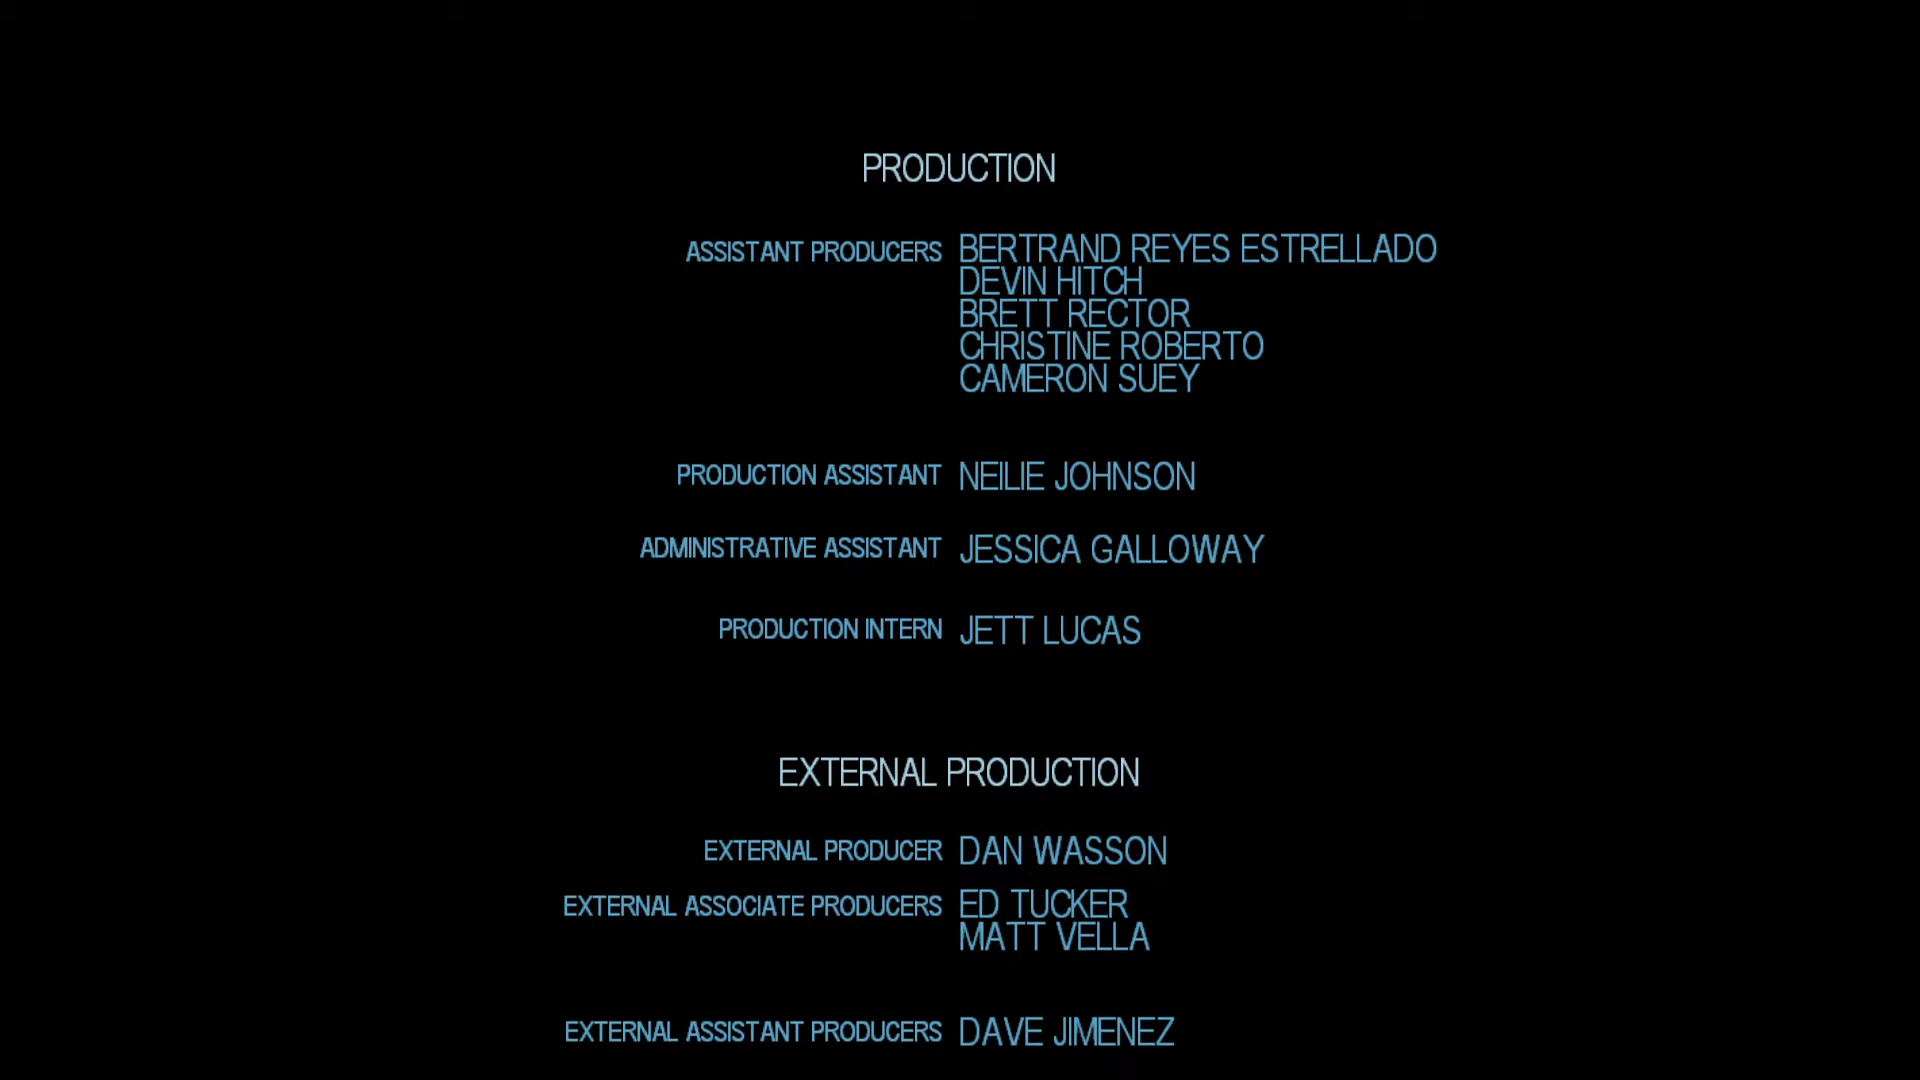 PRODUCTION
ASSISTANT PRODUCERS BERTRAND REYES ESTRELLADO
DEVIN HITCH
BRETT RECTOR
CHRISTINE ROBERTO
CAMERON SUEY
PRODUCTION ASSISTANT NEILIE JOHNSON
ADMINISTRATIVE ASSISTANT JESSICA GALLOWAY
PRODUCTION INTERN JETT LUCAS
EXTERNAL PRODUCTION
EXTERNAL PRODUCER DAN WASSON
EXTERNAL ASSOCIATE PRODUCERS ED TUCKER
MATT VELLA
EXTERNAL ASSISTANT PRODUCERS DAVE JIMENEZ